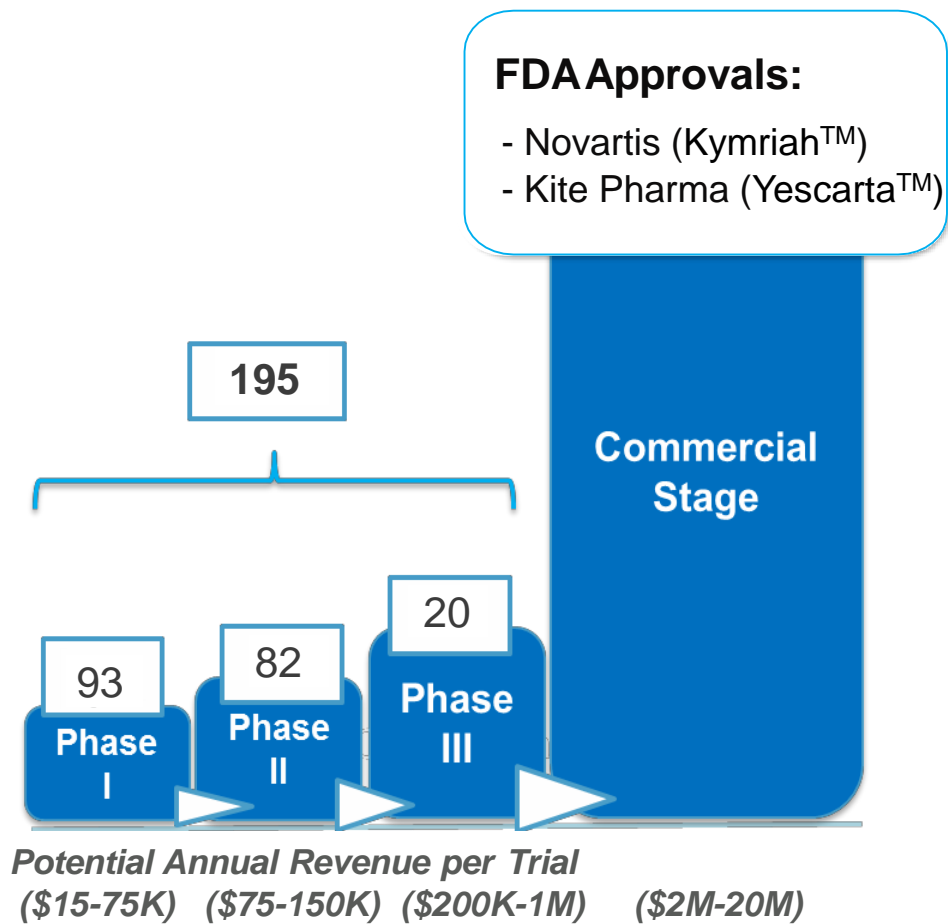 FDA Approvals:
- Novartis (Kymriah™)
- Kite Pharma (Yescarta™)
195
Commercial
Stage
93
82
20
Phase
I
Phase
II
Phase
III
Potential Annual Revenue per Trial
($15-75K) ($75-150K) ($200K-1M) ($2M-20M)